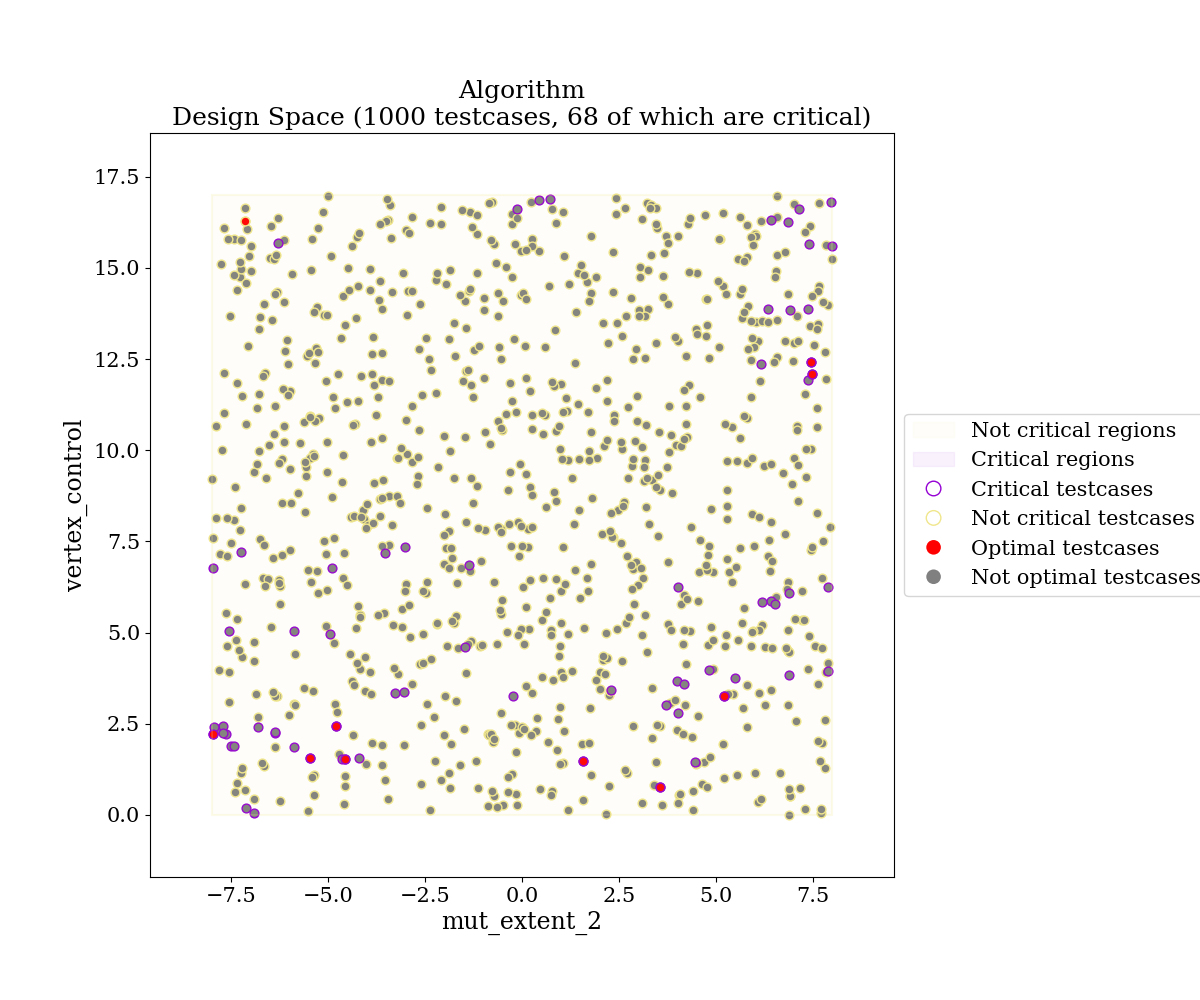 Algorithm
Design Space (1000 testcases, 68 of which are critical)
17.5
15.0
12.5
10.0
7.5
5.0
2.5
0.0
vertex_control
−7.5
−5.0
−2.5
0.0
2.5
5.0
7.5
mut_extent_2
Not critical regions
Critical regions
Critical testcases
Not critical testcases
Optimal testcases
Not optimal testcases